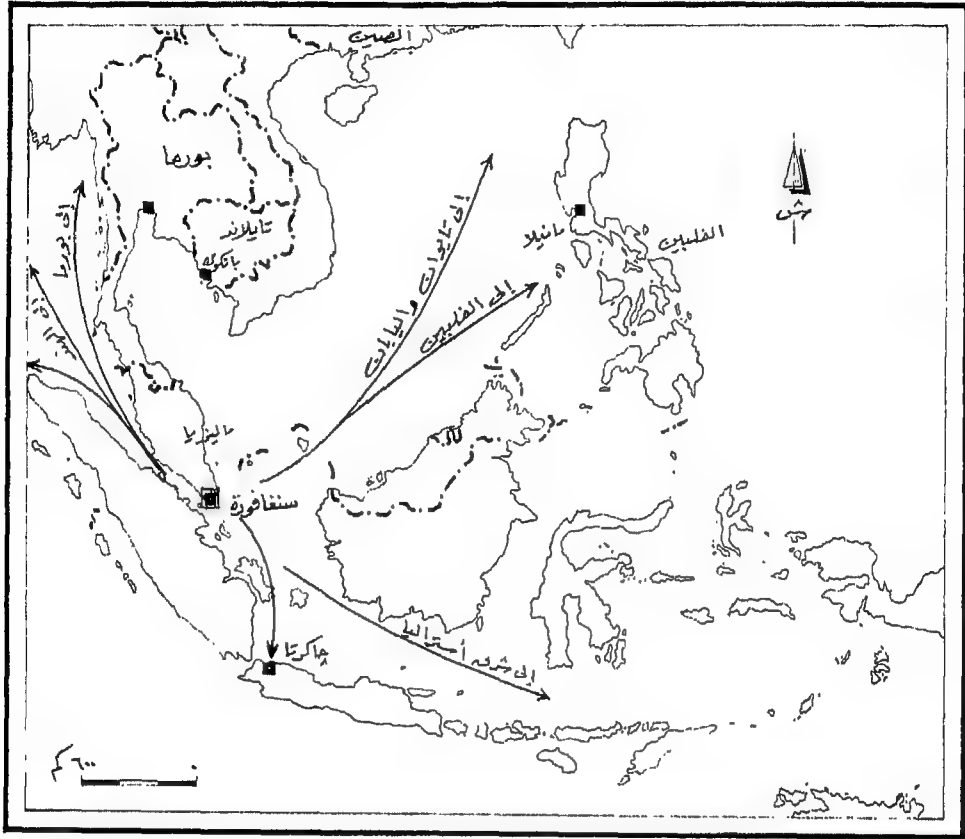 الصين
بورما
تايلاند
بانكوك
إلى بورما
إلى تايوان واليابان
إلى الفلبين
مانيلا
الفلبين
ش
ماليزيا
سنغافورة
جاكرتا
إلى شرق أستراليا
٦٠٠ كم